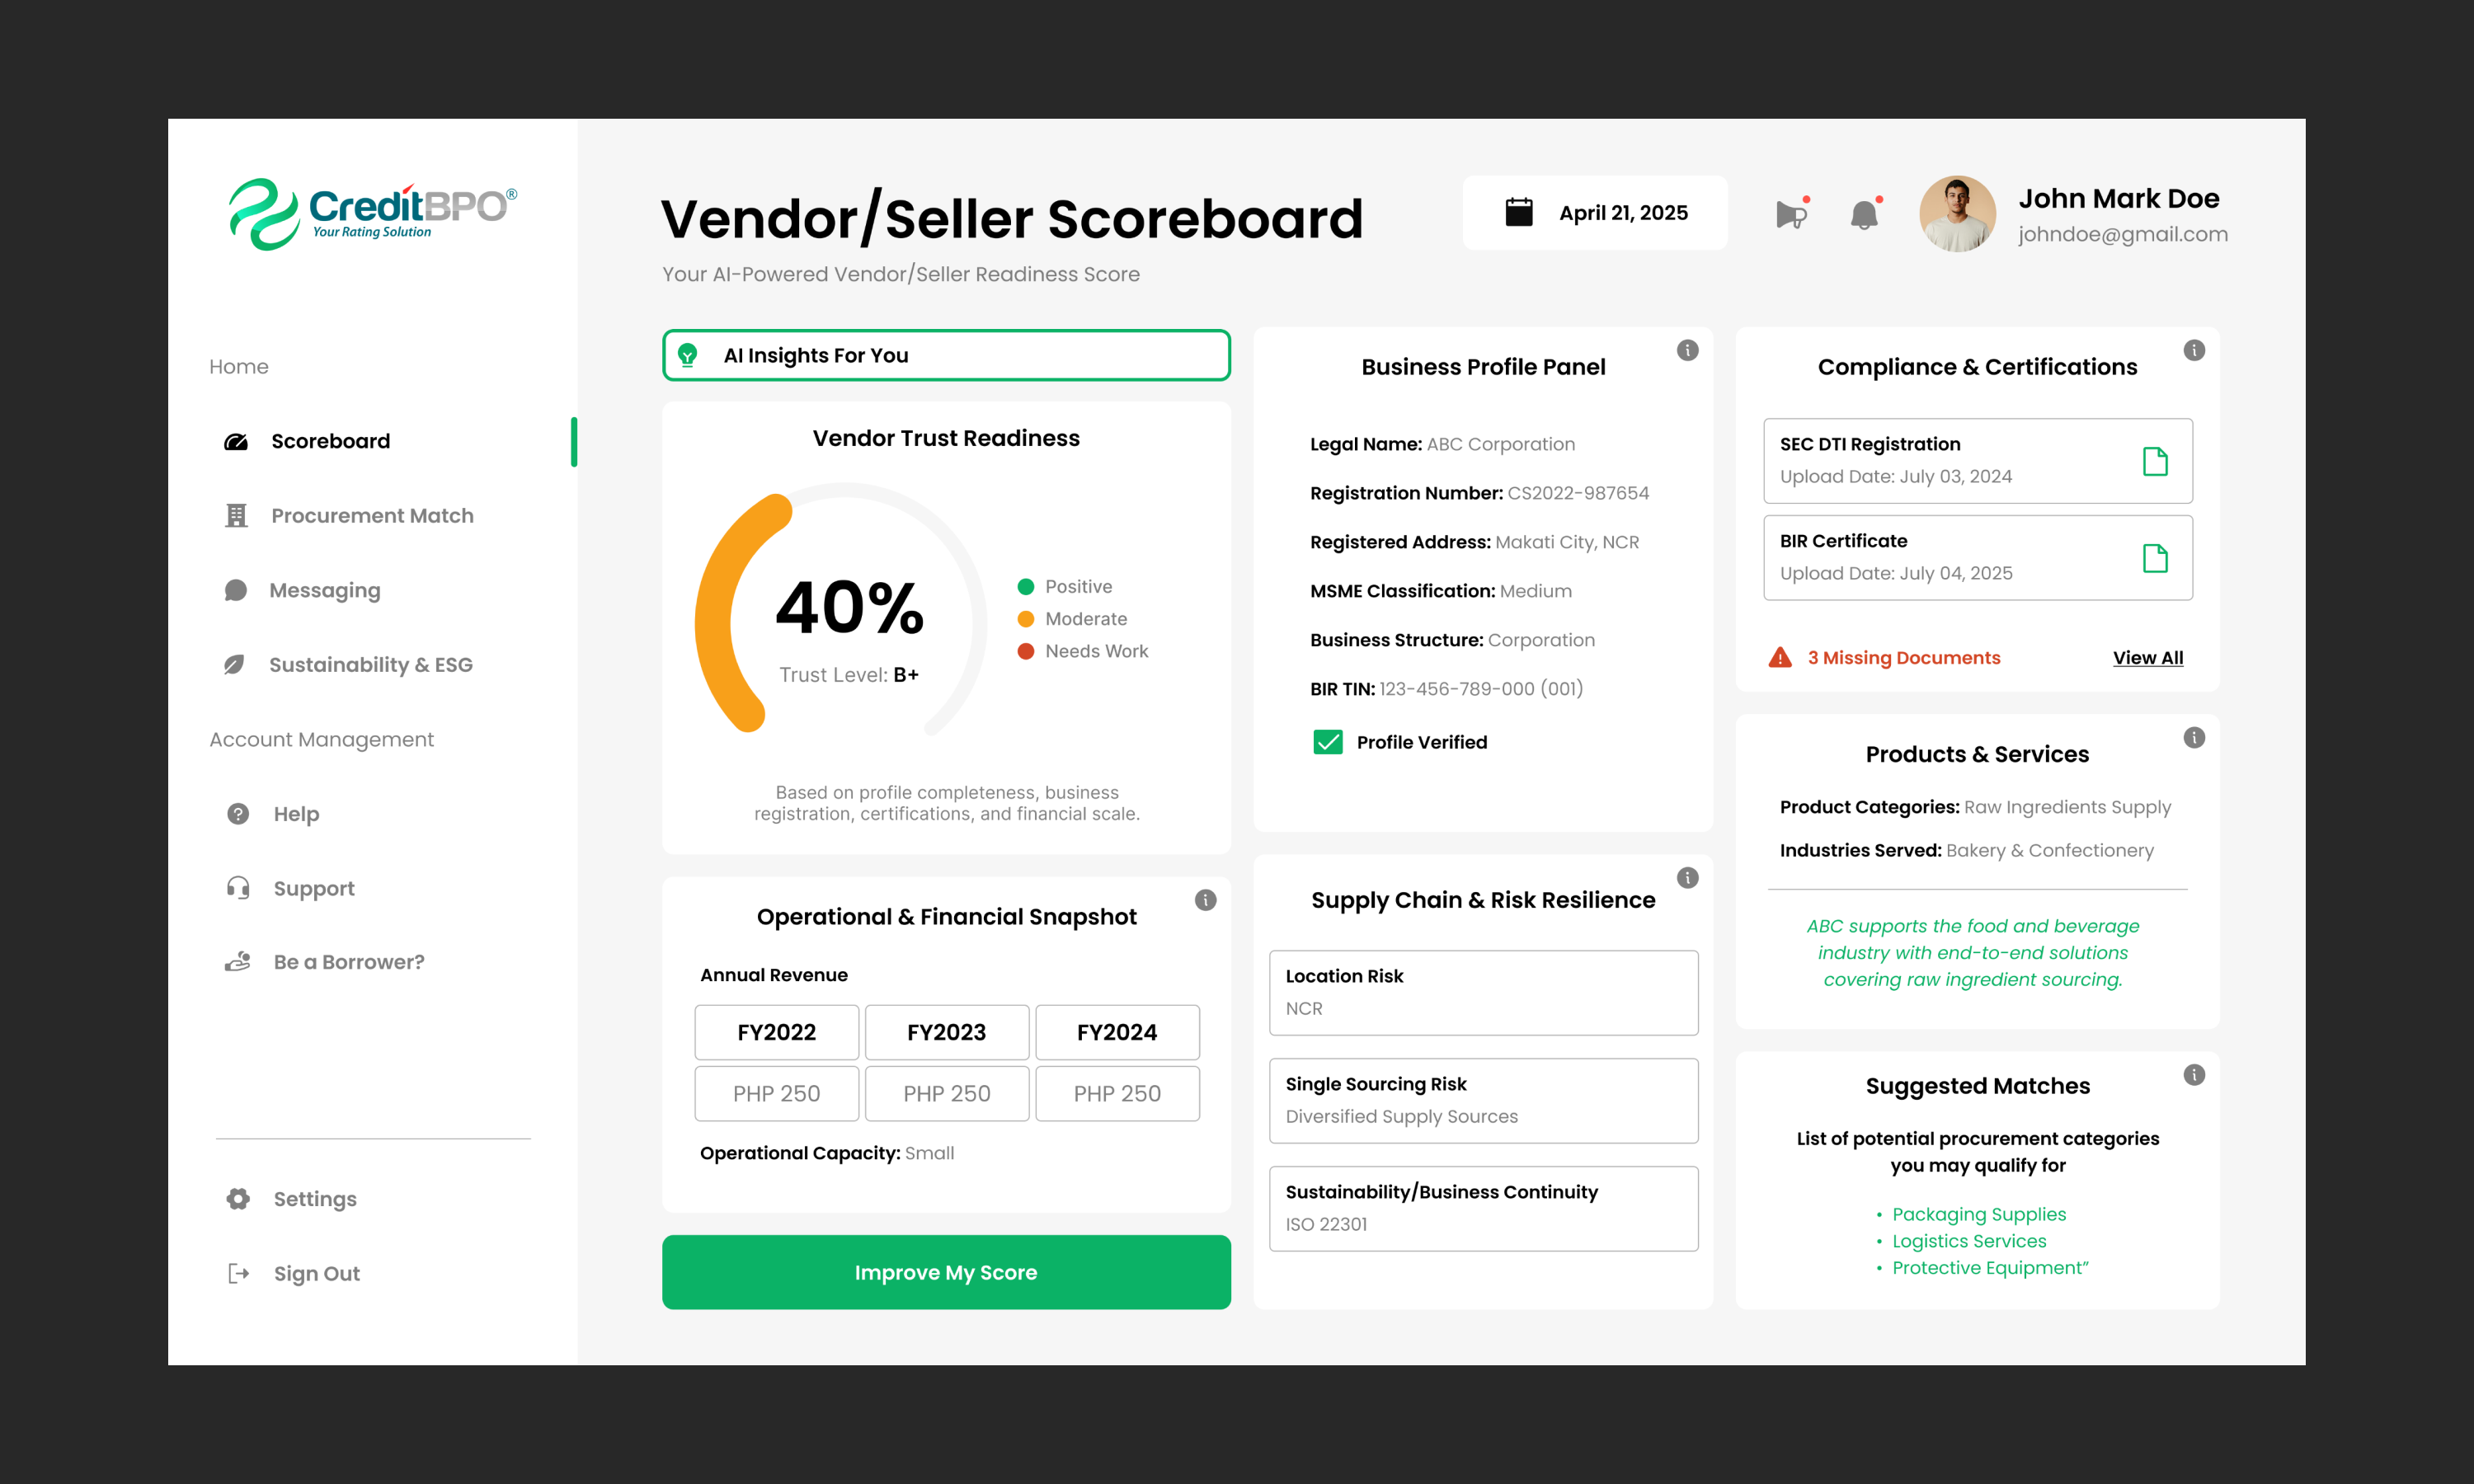 CreditBPO®
Your Rating Solution
Home
Scoreboard
Procurement Match
Messaging
Sustainability & ESG
Account Management
Help
Support
Be a Borrower?
Settings
Sign Out
Vendor/Seller Scoreboard
Your AI-Powered Vendor/Seller Readiness Score
April 21, 2025
John Mark Doe
johndoe@gmail.com
AI Insights For You
Vendor Trust Readiness
40%
Trust Level: B+
Positive
Moderate
Needs Work
Based on profile completeness, business
registration, certifications, and financial scale.
Operational & Financial Snapshot
Annual Revenue
FY2022 FY2023 FY2024
PHP 250 PHP 250 PHP 250
Operational Capacity: Small
Improve My Score
Business Profile Panel
Legal Name: ABC Corporation
Registration Number: CS2022-987654
Registered Address: Makati City, NCR
MSME Classification: Medium
Business Structure: Corporation
BIR TIN: 123-456-789-000 (001)
Profile Verified
Supply Chain & Risk Resilience
Location Risk
NCR
Single Sourcing Risk
Diversified Supply Sources
Sustainability/Business Continuity
ISO 22301
Compliance & Certifications
SEC DTI Registration
Upload Date: July 03, 2024
BIR Certificate
Upload Date: July 04, 2025
3 Missing Documents
View All
Products & Services
Product Categories: Raw Ingredients Supply
Industries Served: Bakery & Confectionery
ABC supports the food and beverage
industry with end-to-end solutions
covering raw ingredient sourcing.
Suggested Matches
List of potential procurement categories
you may qualify for
• Packaging Supplies
• Logistics Services
• Protective Equipment”